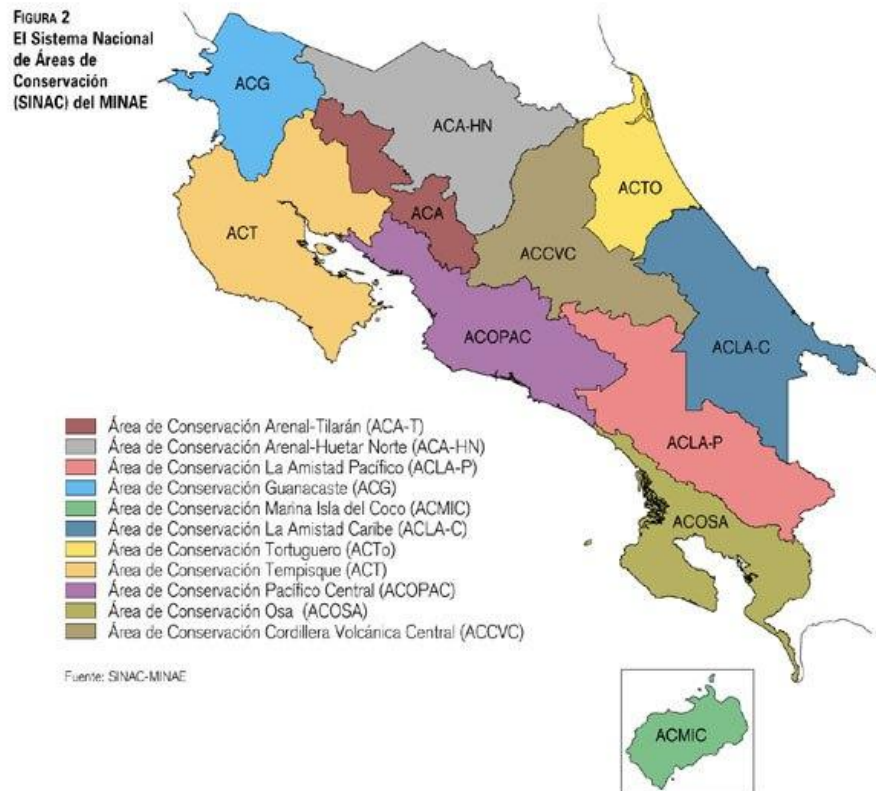 FIGURA 2
El Sistema Nacional
de Áreas de
Conservación
(SINAC) del MINAE
ACG
ACA-HN
ACTO
ACA
ACT
ACCVC
ACOPAC
ACLA-C
ACLA-P
ACOSA
Área de Conservación Arenal-Tilarán (ACA-T)
Área de Conservación Arenal-Huetar Norte (ACA-HN)
Área de Conservación La Amistad Pacífico (ACLA-P)
Área de Conservación Guanacaste (ACG)
Área de Conservación Marina Isla del Coco (ACMIC)
Área de Conservación La Amistad Caribe (ACLA-C)
Área de Conservación Tortuguero (ACTo)
Área de Conservación Tempisque (ACT)
Área de Conservación Pacífico Central (ACOPAC)
Área de Conservación Osa (ACOSA)
Área de Conservación Cordillera Volcánica Central (ACCVC)
Fuente: SINAC-MINAE
ACMIC